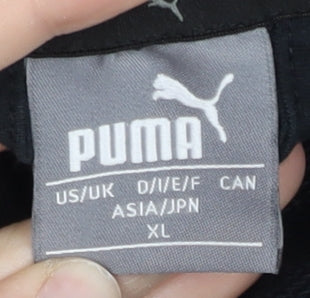 PUMA
US/UK D/I/E/F CAN
ASIA/JPN
XL